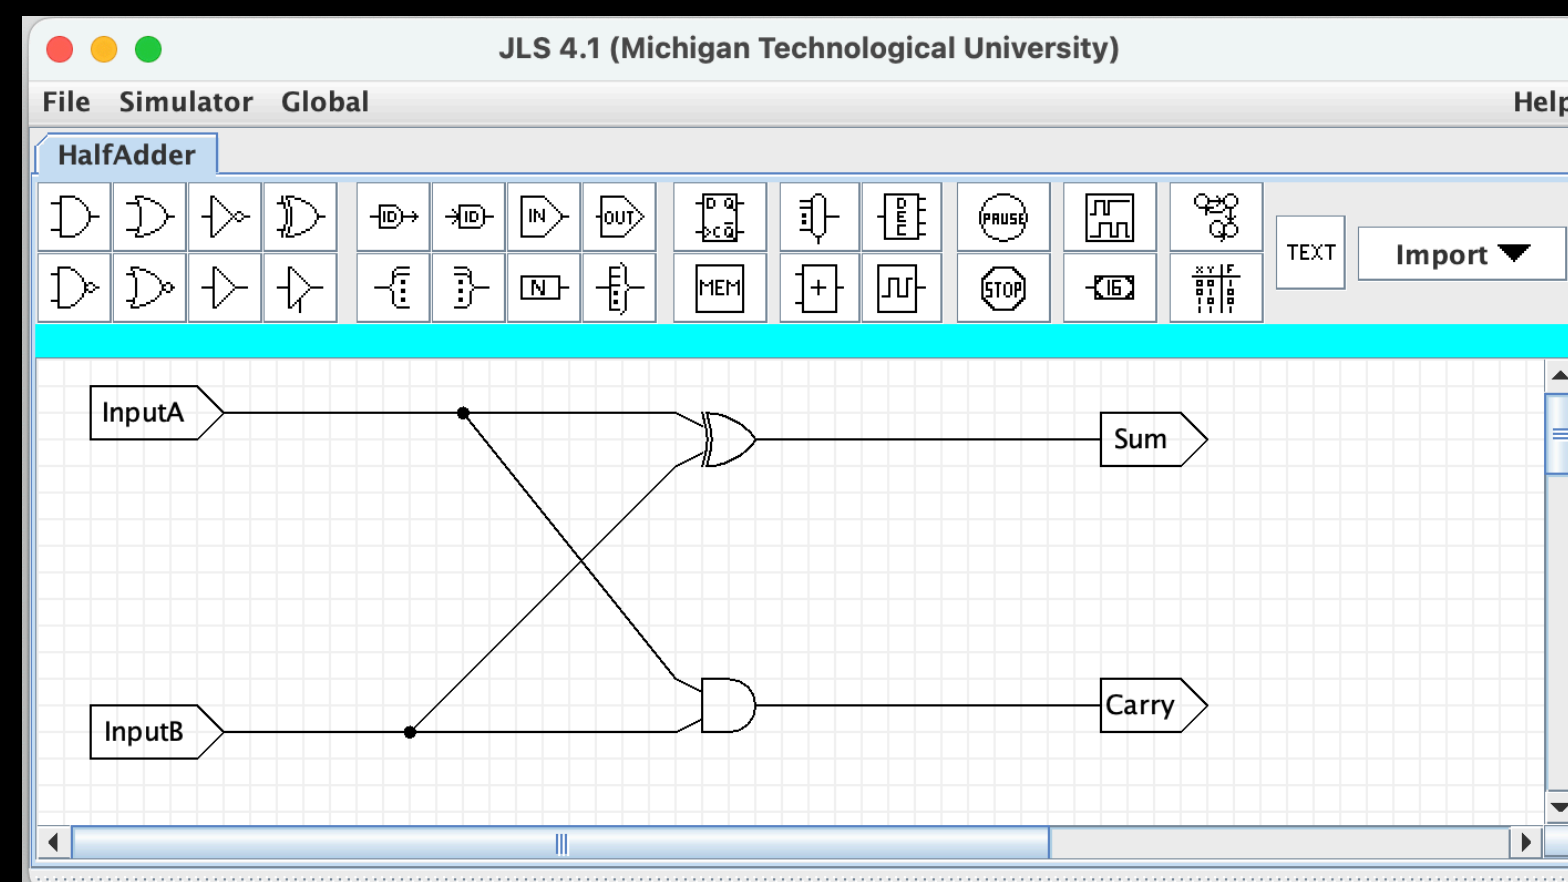 JLS 4.1 (Michigan Technological University)
File Simulator Global Help
HalfAdder
ID ID IN OUT D Q DEC PAUSE
C Q
TEXT Import
N MEM + STOP 16 X Y F
InputA
Sum
InputB
Carry